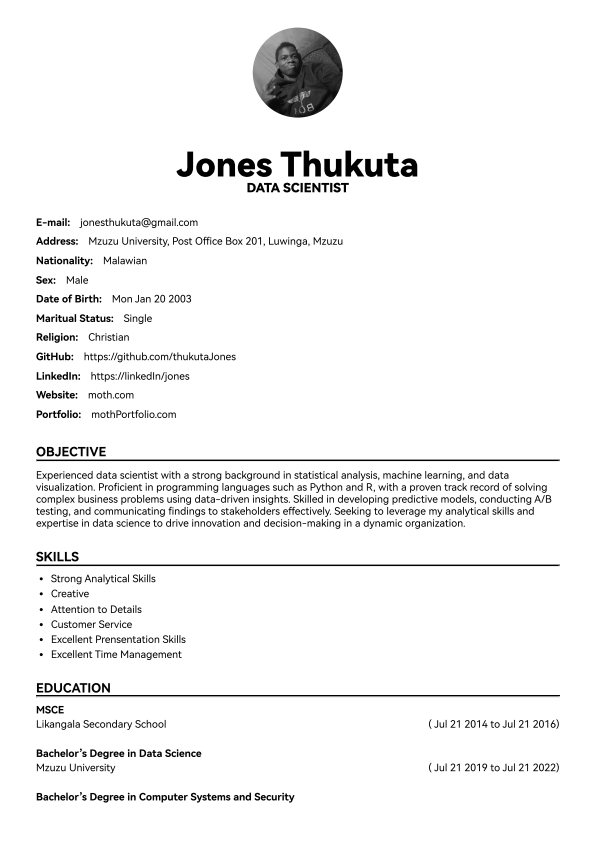 Jones Thukuta
DATA SCIENTIST
E-mail: jonesthukuta@gmail.com
Address: Mzuzu University, Post Office Box 201, Luwinga, Mzuzu
Nationality: Malawian
Sex: Male
Date of Birth: Mon Jan 20 2003
Maritual Status: Single
Religion: Christian
GitHub: https://github.com/thukutaJones
LinkedIn: https://linkedIn/jones
Website: moth.com
Portfolio: mothPortfolio.com
OBJECTIVE
Experienced data scientist with a strong background in statistical analysis, machine learning, and data
visualization. Proficient in programming languages such as Python and R, with a proven track record of solving
complex business problems using data-driven insights. Skilled in developing predictive models, conducting A/B
testing, and communicating findings to stakeholders effectively. Seeking to leverage my analytical skills and
expertise in data science to drive innovation and decision-making in a dynamic organization.
SKILLS
• Strong Analytical Skills
• Creative
• Attention to Details
• Customer Service
• Excellent Prensentation Skills
• Excellent Time Management
EDUCATION
MSCE
Likangala Secondary School ( Jul 21 2014 to Jul 21 2016)
Bachelor's Degree in Data Science
Mzuzu University ( Jul 21 2019 to Jul 21 2022)
Bachelor's Degree in Computer Systems and Security